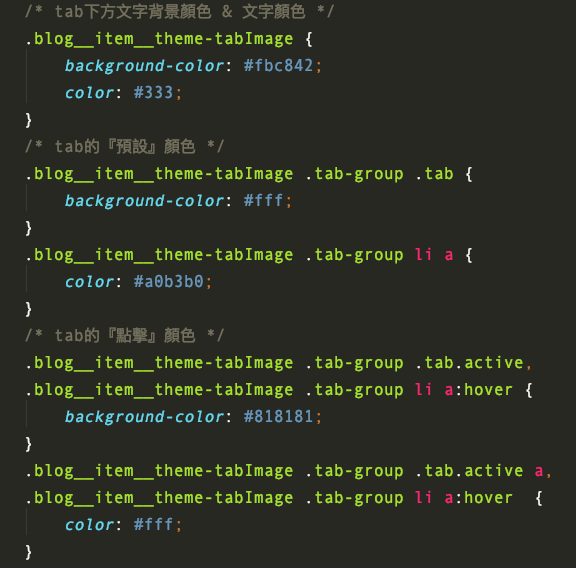 /* tab下方文字背景顏色 & 文字顏色 */
.blog__item__theme-tabImage {
    background-color: #fbc842;
    color: #333;
}
/* tab的『預設』顏色 */
.blog__item__theme-tabImage .tab-group .tab {
    background-color: #fff;
}
.blog__item__theme-tabImage .tab-group li a {
    color: #a0b3b0;
}
/* tab的『點擊』顏色 */
.blog__item__theme-tabImage .tab-group .tab.active,
.blog__item__theme-tabImage .tab-group li a:hover {
    background-color: #818181;
}
.blog__item__theme-tabImage .tab-group .tab.active a,
.blog__item__theme-tabImage .tab-group li a:hover  {
    color: #fff;
}